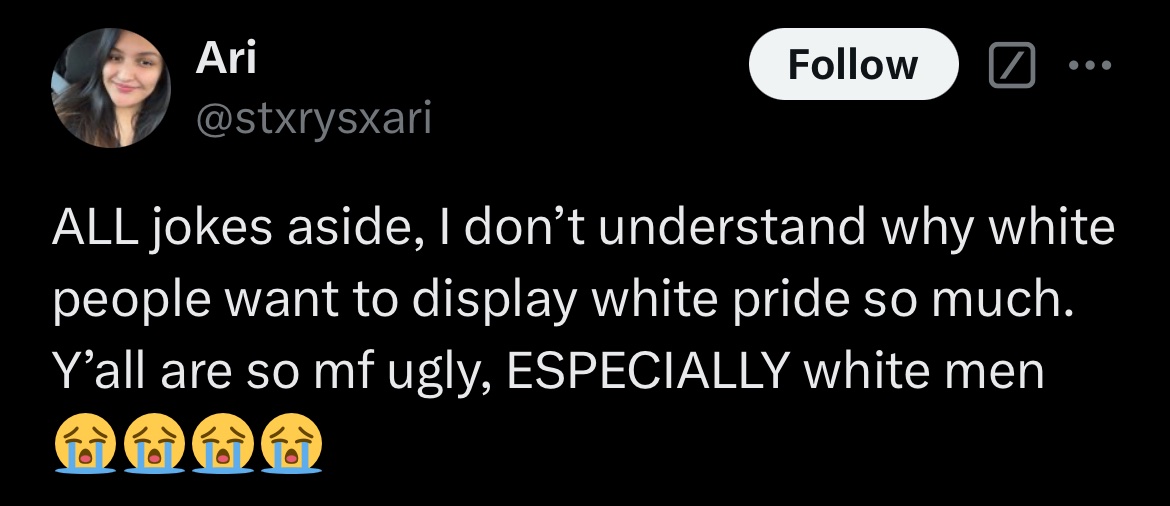 Ari
Follow
@stxrysxari
ALL jokes aside, I don’t understand why white
people want to display white pride so much.
Y’all are so mf ugly, ESPECIALLY white men
😭😭😭😭